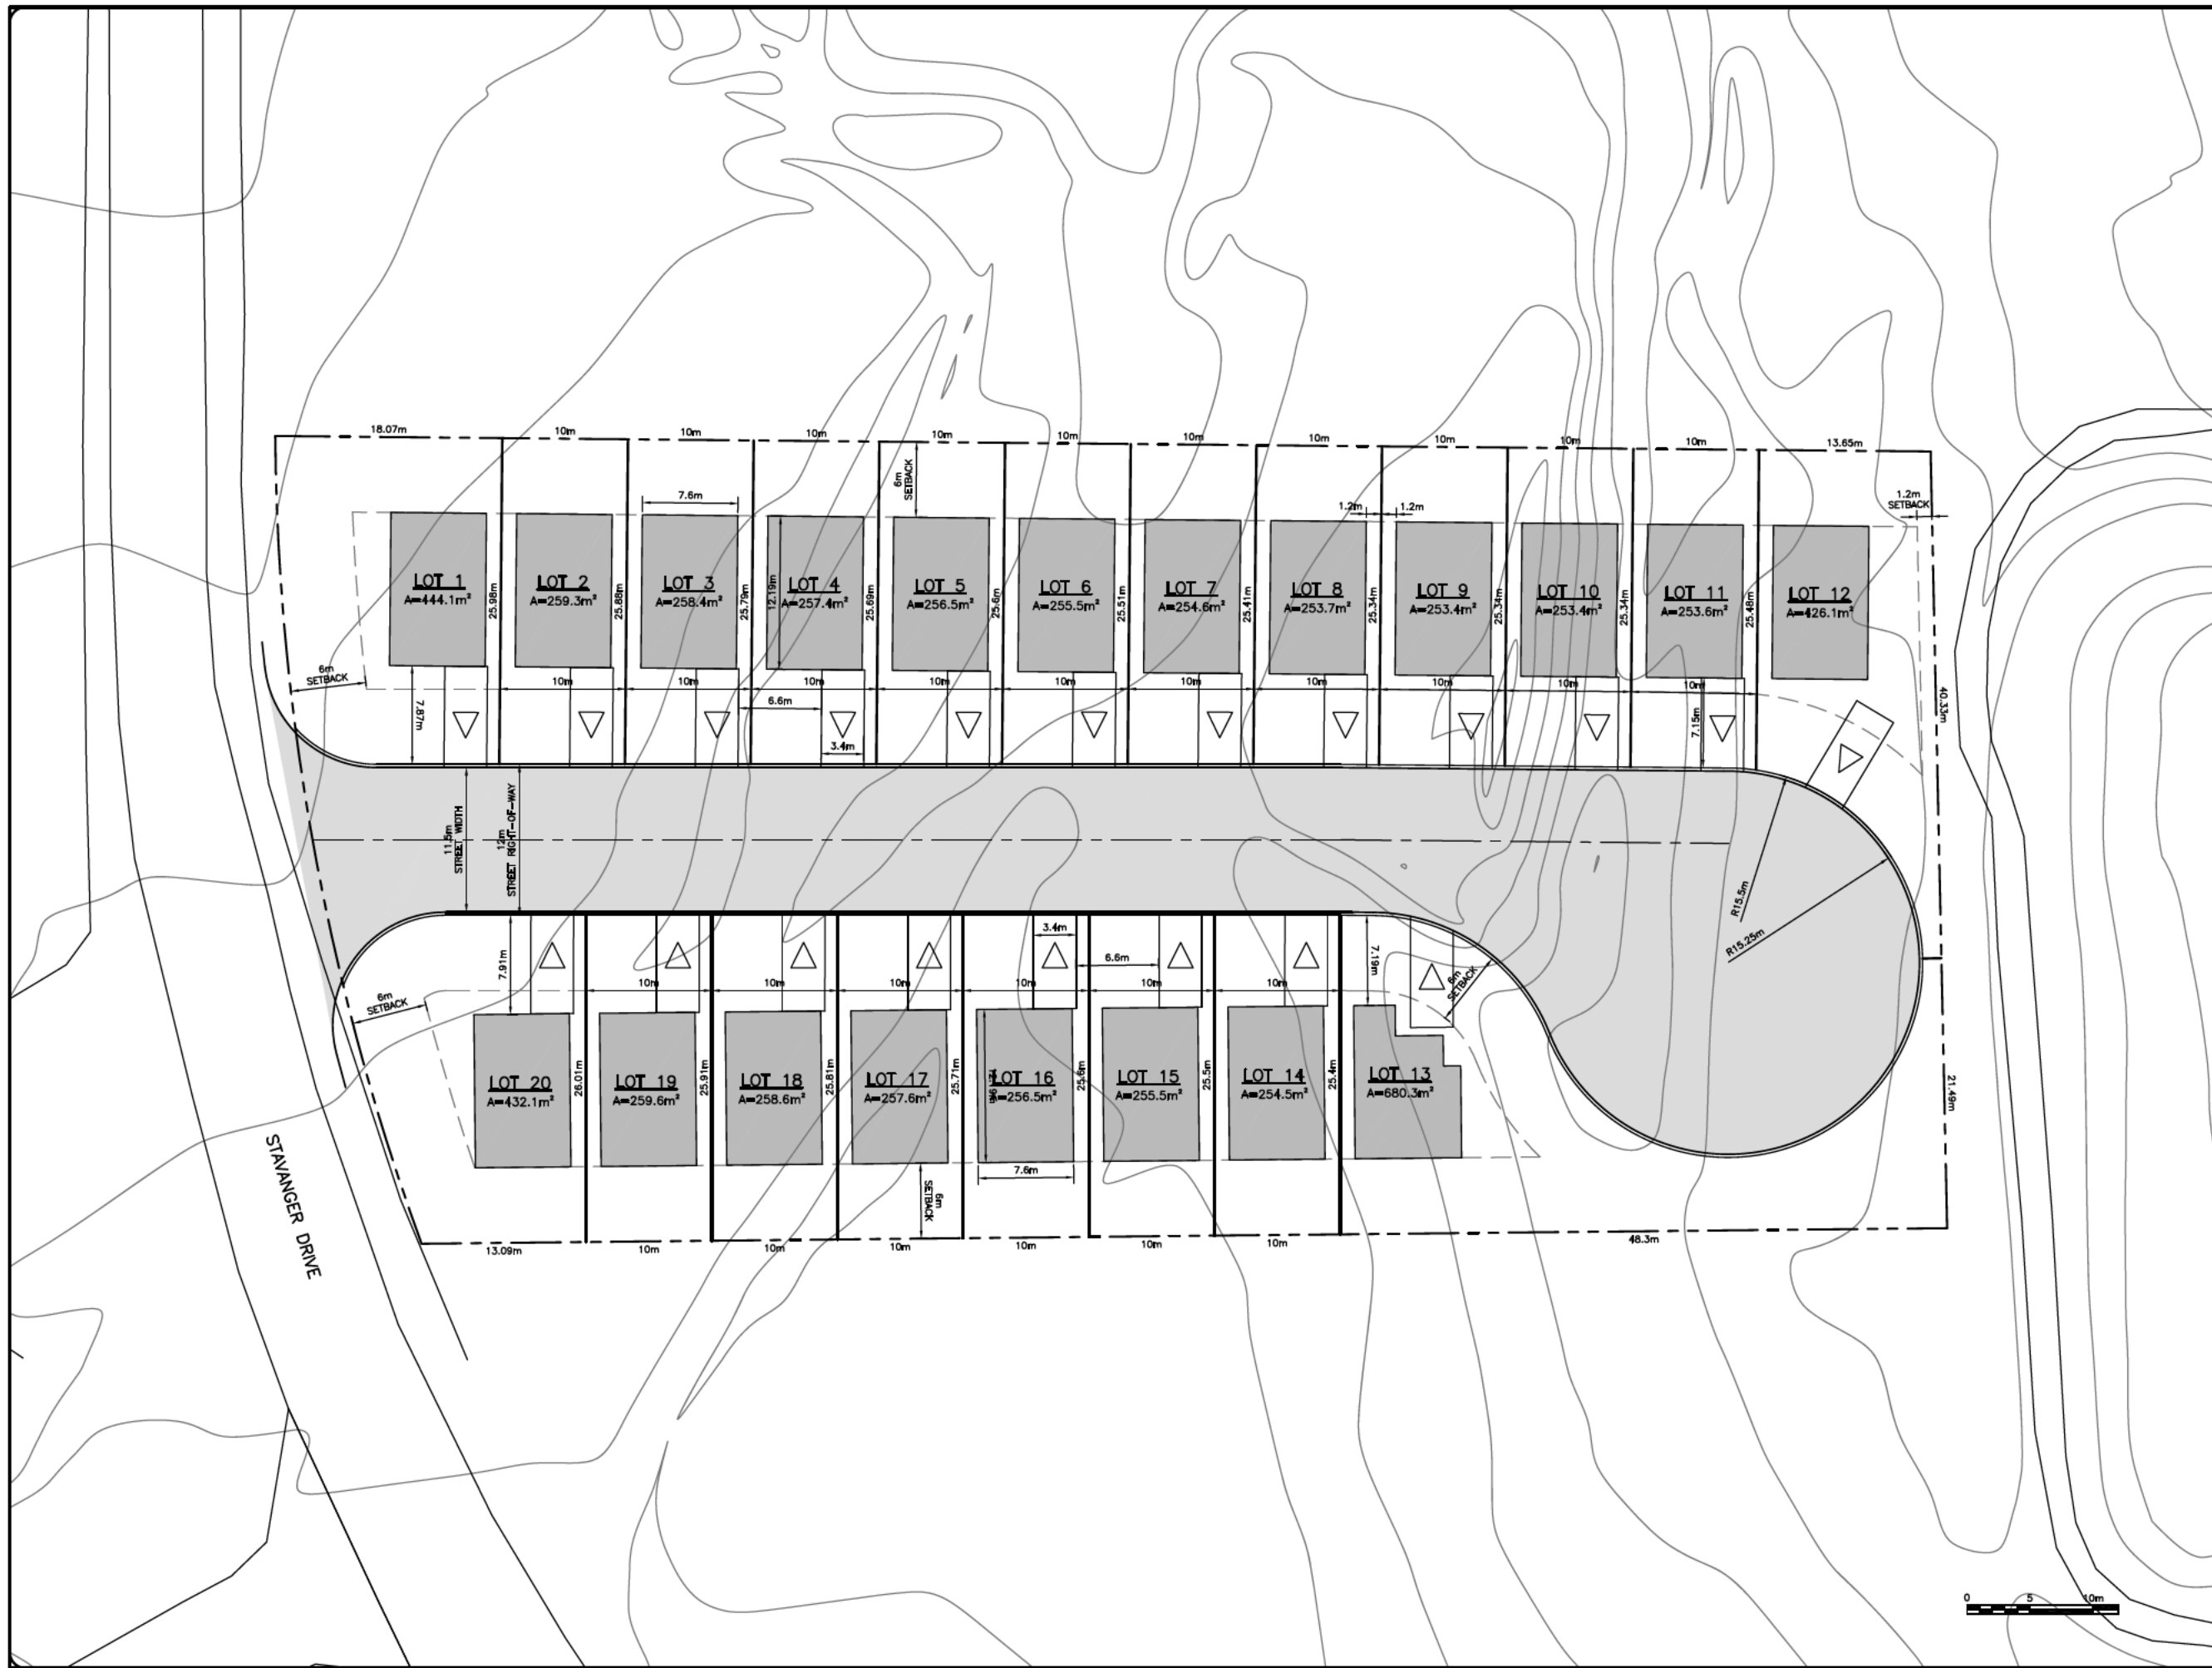 18.07m
10m
10m
10m
10m
10m
10m
10m
10m
10m
10m
13.65m
6m
SETBACK
7.6m
1.2m
1.2m
1.2m
SETBACK
LOT 1
A=444.1m²
25.98m
LOT 2
A=259.3m²
25.88m
LOT 3
A=258.4m²
25.79m
12.19m
LOT 4
A=257.4m²
25.69m
LOT 5
A=256.5m²
25.6m
LOT 6
A=255.5m²
25.51m
LOT 7
A=254.6m²
25.41m
LOT 8
A=253.7m²
25.34m
LOT 9
A=253.4m²
25.34m
LOT 10
A=253.4m²
25.34m
LOT 11
A=253.6m²
25.48m
LOT 12
A=426.1m²
6m
SETBACK
7.87m
10m
10m
10m
10m
10m
10m
10m
10m
10m
10m
6.6m
3.4m
7.15m
40.33m
11.5m
STREET WIDTH
12m
STREET RIGHT-OF-WAY
R15.5m
R15.25m
7.91m
3.4m
6.6m
7.19m
6m
SETBACK
6m
SETBACK
10m
10m
10m
10m
10m
10m
LOT 20
A=432.1m²
26.01m
LOT 19
A=259.6m²
25.91m
LOT 18
A=258.6m²
25.81m
LOT 17
A=257.6m²
25.71m
LOT 16
A=256.5m²
25.6m
LOT 15
A=255.5m²
25.5m
LOT 14
A=254.5m²
25.4m
LOT 13
A=680.3m²
21.49m
7.6m
6m
SETBACK
STAVANGER DRIVE
13.09m
10m
10m
10m
10m
10m
10m
48.3m
0 5 10m